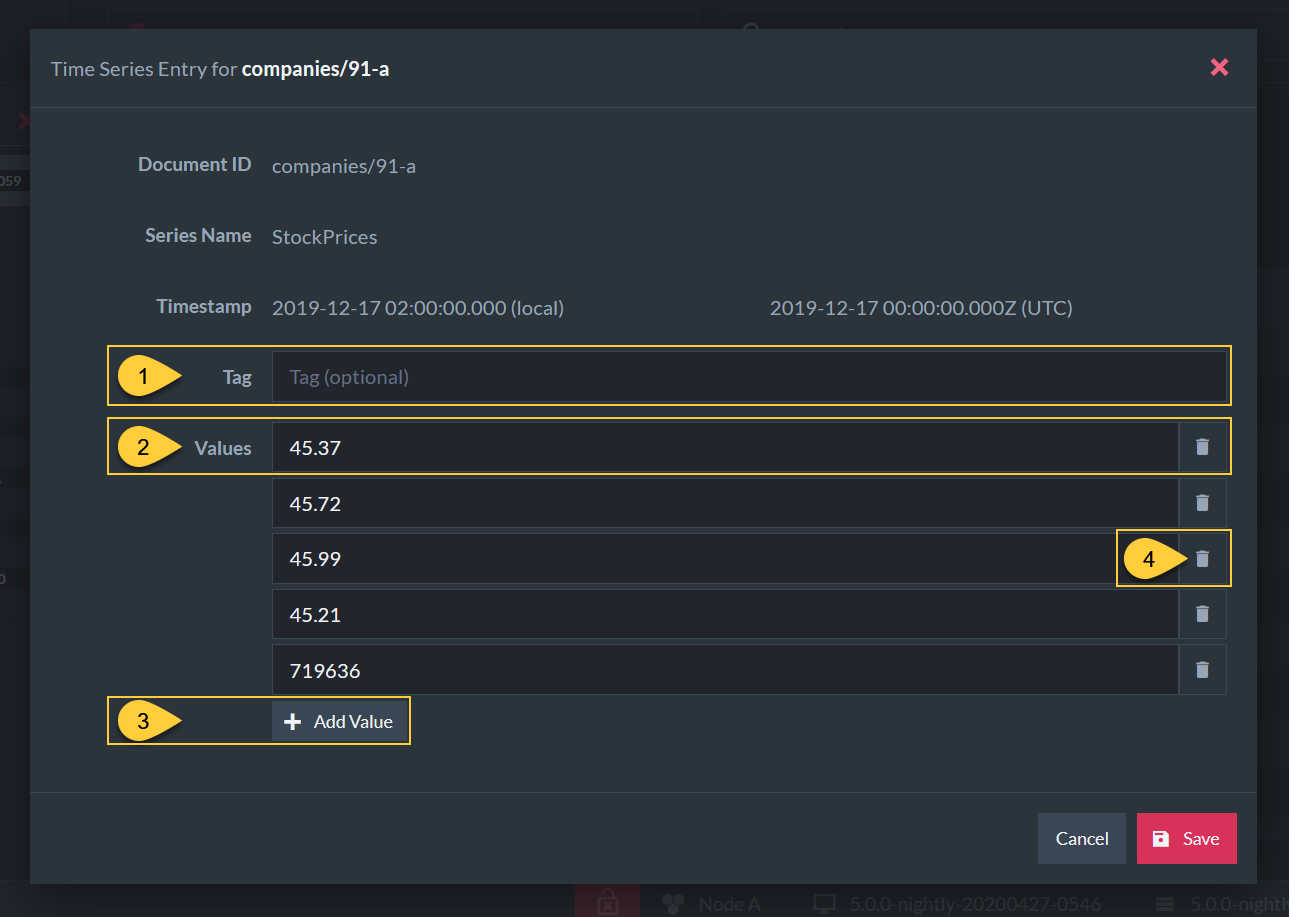 Time Series Entry for companies/91-a
059
Document ID companies/91-a
Series Name StockPrices
Timestamp 2019-12-17 02:00:00.000 (local) 2019-12-17 00:00:00.000Z (UTC)
1 Tag Tag (optional)
2 Values 45.37
45.72
45.99 4
45.21
719636
3 Add Value
Cancel Save
Node A 5.0.0-nightly-20200427-0546 5.0.0-nightly